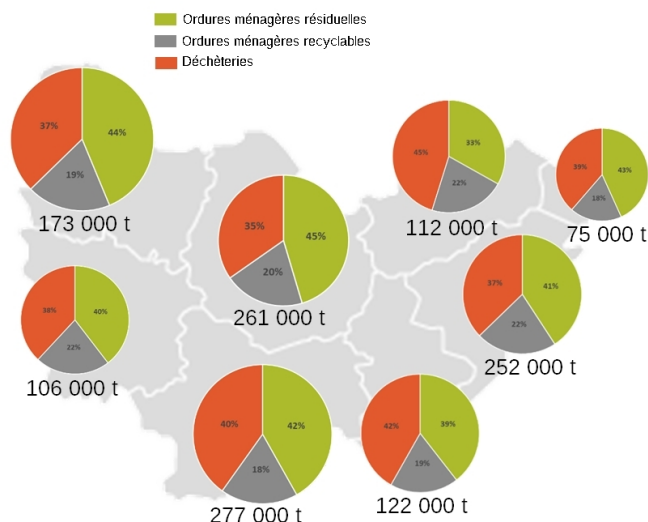 Ordures ménagères résiduelles
Ordures ménagères recyclables
Déchèteries
37%
44%
19%
173 000 t
45%
33%
22%
112 000 t
39%
43%
18%
75 000 t
35%
45%
20%
261 000 t
37%
41%
22%
252 000 t
38%
40%
22%
106 000 t
40%
42%
18%
277 000 t
42%
39%
19%
122 000 t